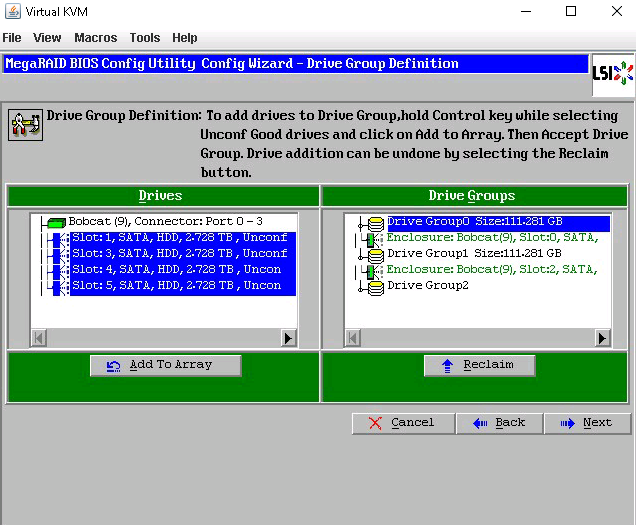 Virtual KVM
File View Macros Tools Help
MegaRAID BIOS Config Utility Config Wizard - Drive Group Definition
LSI
Drive Group Definition: To add drives to Drive Group,hold Control key while selecting
Unconf Good drives and click on Add to Array. Then Accept Drive
Group. Drive addition can be undone by selecting the Reclaim
button.
Drives
Bobcat (9), Connector: Port 0 - 3
Slot: 1, SATA, HDD, 2.728 TB, Unconf
Slot: 3, SATA, HDD, 2.728 TB, Unconf
Slot: 4, SATA, HDD, 2.728 TB, Uncon
Slot: 5, SATA, HDD, 2.728 TB, Uncon
Add To Array
Drive Groups
Drive Group0 Size:111.281 GB
Enclosure: Bobcat(9), Slot:0, SATA,
Drive Group1 Size:111.281 GB
Enclosure: Bobcat(9), Slot:2, SATA,
Drive Group2
Reclaim
Cancel
Back
Next